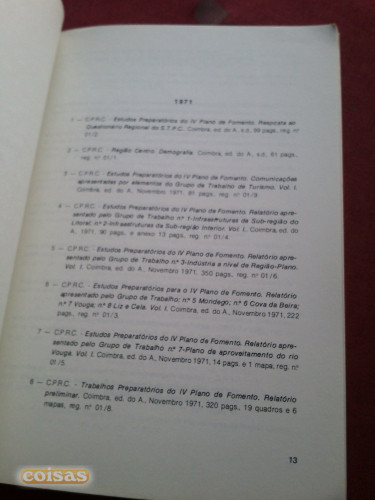 1971
1 — C.P.R.C. - Estudos Preparatórios do IV Plano de Fomento. Resposta ao
Questionário Regional do S.T.P.C. Coimbra, ed. do A., s.d. 96 pags., reg. nº
2 — C.P.R.C. - Região Centro. Demografia. Coimbra, ed. do A., s.d., 61 pags.,
reg. nº 01/1.
3 — C.P.R.C. - Estudos Preparatórios do IV Plano de Fomento. Comunicações
apresentadas por elementos do Grupo de Trabalho de Turismo. Vol. I.
Coimbra, ed. do A., Novembro 1971, 81 pags., reg. nº 01/9.
4 — C.P.R.C. - Estudos Preparatórios do IV Plano de Fomento. Relatório apre-
sentado pelo Grupo de Trabalho nº 1-Infraestruturas da Sub-região do
Litoral; nº 2-Infraestruturas da Sub-região Interior. Vol. I. Coimbra, ed. do
A., 1971, 90 pags., e anexo 13 pags., reg. nº 01/4.
5 — C.P.R.C. - Estudos Preparatórios do IV Plano de Fomento. Relatório apre-
sentado pelo Grupo de Trabalho nº 3-Indústria a nível de Região-Plano.
Vol. I. Coimbra, ed. do A., Novembro 1971, 350 pags., reg. nº 01/6.
6 — C.P.R.C. - Estudos Preparatórios para o IV Plano de Fomento. Relatório
apresentado pelo Grupo de Trabalho: nº 5 Mondego; nº 6 Cova da Beira;
nº 7 Vouga; nº 8 Liz e Cela. Vol. I. Coimbra, ed. do A., Novembro 1971, 222
pags., reg. nº 01/3.
7 — C.P.R.C. - Estudos Preparatórios do IV Plano de Fomento. Relatório apre-
sentado pelo Grupo de Trabalho nº 7-Plano de aproveitamento do rio
Vouga. Vol. I. Coimbra, ed. do A., Novembro 1971, 14 pags. e 1 mapa, reg. nº
01/5.
8 — C.P.R.C. - Trabalhos Preparatórios do IV Plano de Fomento. Relatório
preliminar. Coimbra, ed. do A., Novembro 1971, 320 pags., 19 quadros e 6
mapas, reg. nº 01/8.
13
coisas